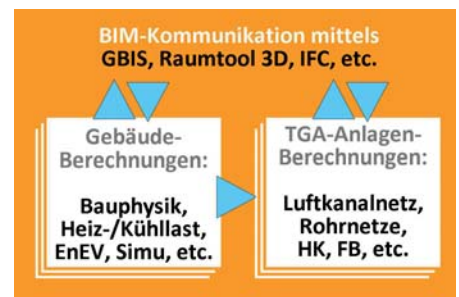 BIM-Kommunikation mittels
GBIS, Raumtool 3D, IFC, etc.
Gebäude-
Berechnungen:
Bauphysik,
Heiz-/Kühllast,
EnEV, Simu, etc.
TGA-Anlagen-
Berechnungen:
Luftkanalnetz,
Rohrnetze,
HK, FB, etc.